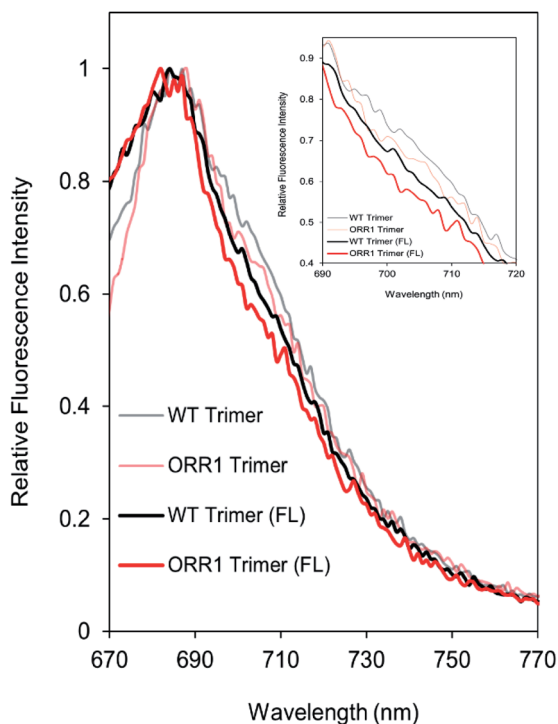 Relative Fluorescence Intensity
1
0.8
0.6
0.4
0.2
0
670
690
710
730
750
770
Wavelength (nm)
WT Trimer
ORR1 Trimer
WT Trimer (FL)
ORR1 Trimer (FL)
Relative Fluorescence Intensity
0.9
0.8
0.7
0.6
0.5
0.4
WT Trimer
ORR1 Trimer
WT Trimer (FL)
ORR1 Trimer (FL)
690
700
710
720
Wavelength (nm)